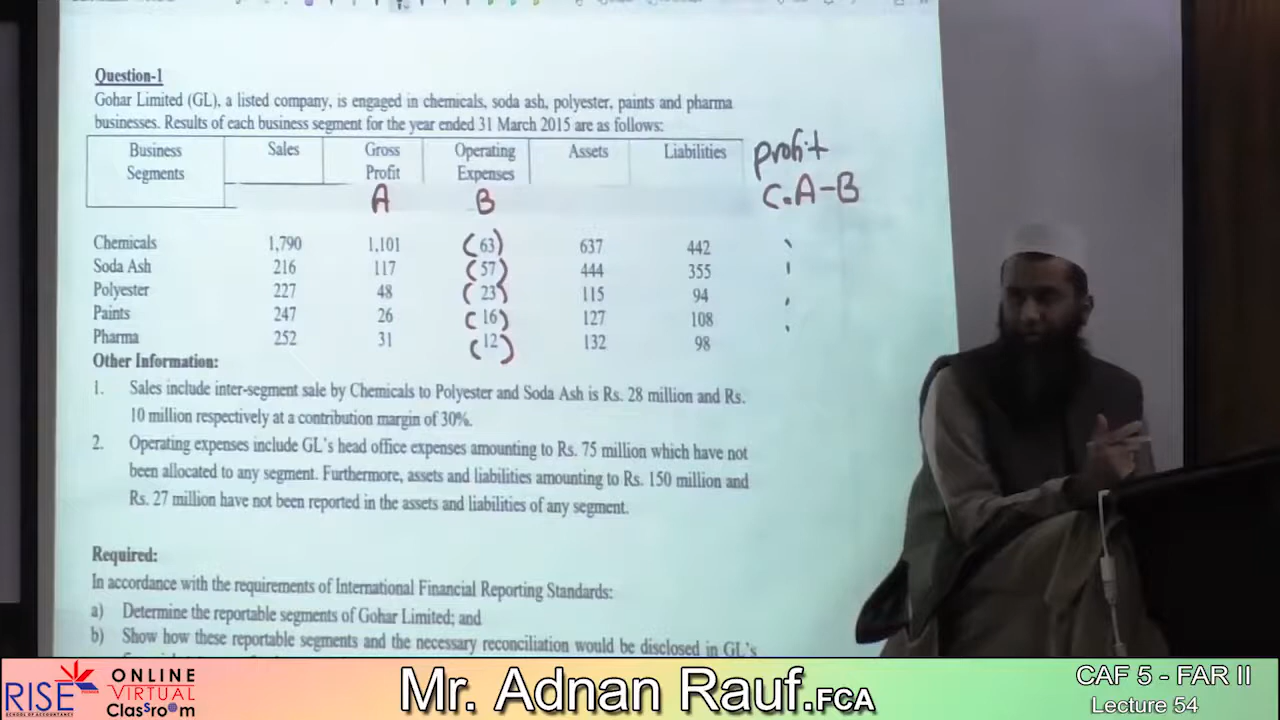 Question-1
Gohar Limited (GL), a listed company, is engaged in chemicals, soda ash, polyester, paints and pharma
businesses. Results of each business segment for the year ended 31 March 2015 are as follows:
Business Segments Sales Gross Profit Operating Expenses Assets Liabilities profit
A B C.A-B
Chemicals 1,790 1,101 (63) 637 442
Soda Ash 216 117 (57) 444 355
Polyester 227 48 (23) 115 94
Paints 247 26 (16) 127 108
Pharma 252 31 (12) 132 98
Other Information:
1. Sales include inter-segment sale by Chemicals to Polyester and Soda Ash is Rs. 28 million and Rs.
10 million respectively at a contribution margin of 30%.
2. Operating expenses include GL's head office expenses amounting to Rs. 75 million which have not
been allocated to any segment. Furthermore, assets and liabilities amounting to Rs. 150 million and
Rs. 27 million have not been reported in the assets and liabilities of any segment.
Required:
In accordance with the requirements of International Financial Reporting Standards:
a) Determine the reportable segments of Gohar Limited; and
b) Show how these reportable segments and the necessary reconciliation would be disclosed in GL's
RISE
SCHOOL OF ACCOUNTANCY
ONLINE
VIRTUAL
Classroom
Mr. Adnan Rauf.FCA
CAF 5 - FAR II
Lecture 54